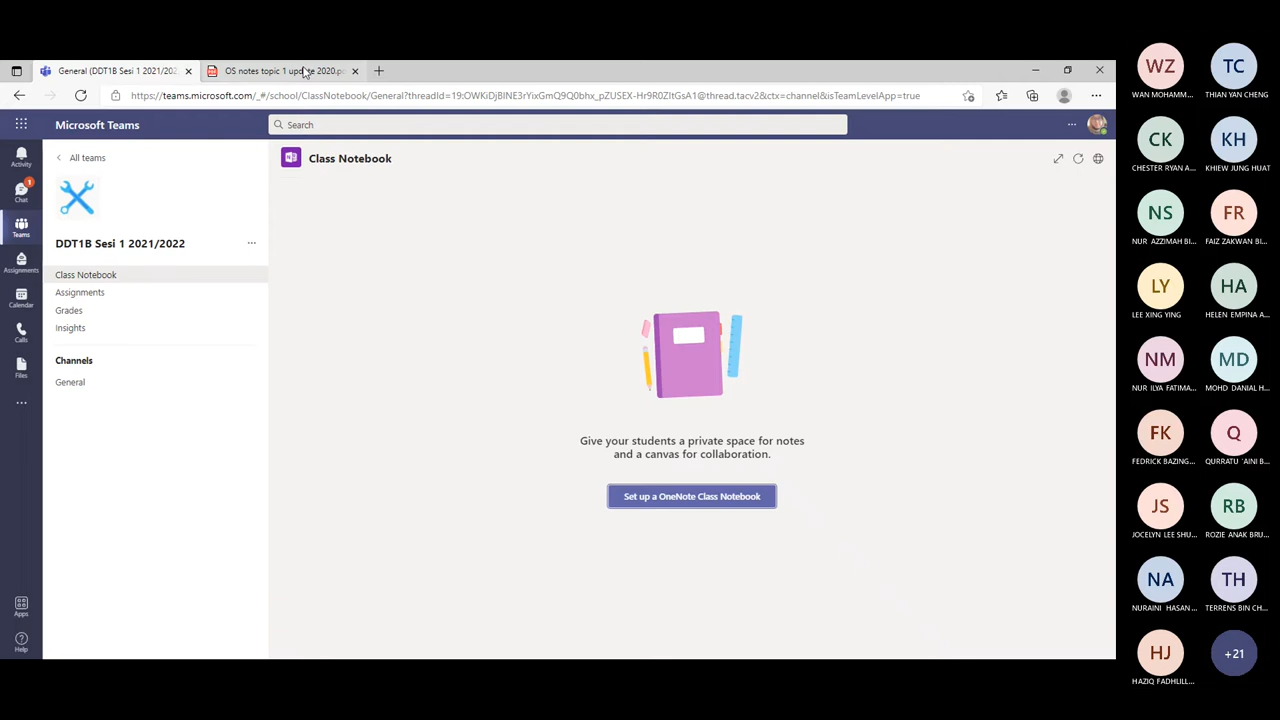 General (DDT1B Sesi 1 2021/202
OS notes topic 1 update 2020.p
https://teams.microsoft.com/_#/school/ClassNotebook/General?threadId=19:OWKiDjBINE3rYixGmQ9Q0bhx_pZUSEX-Hr9R0ZItGsA1@thread.tacv2&ctx=channel&isTeamLevelApp=true
Microsoft Teams
Search
Activity
1
Chat
Teams
Assignments
Calendar
Calls
Files
Apps
Help
All teams
DDT1B Sesi 1 2021/2022
Class Notebook
Assignments
Grades
Insights
Channels
General
Class Notebook
Give your students a private space for notes
and a canvas for collaboration.
Set up a OneNote Class Notebook
WZ
WAN MOHAMM...
TC
THIAN YAN CHENG
CK
CHESTER RYAN A...
KH
KHIEW JUNG HUAT
NS
NUR AZZIMAH BI...
FR
FAIZ ZAKWAN BI...
LY
LEE XING YING
HA
HELEN EMPINA A...
NM
NUR ILYA FATIMA...
MD
MOHD DANIAL H...
FK
FEDRICK BAZING...
Q
QURRATU 'AINI B...
JS
JOCELYN LEE SHU...
RB
ROZIE ANAK BRU...
NA
NURAINI HASAN ...
TH
TERRENS BIN CH...
HJ
HAZIQ FADHLILL...
+21